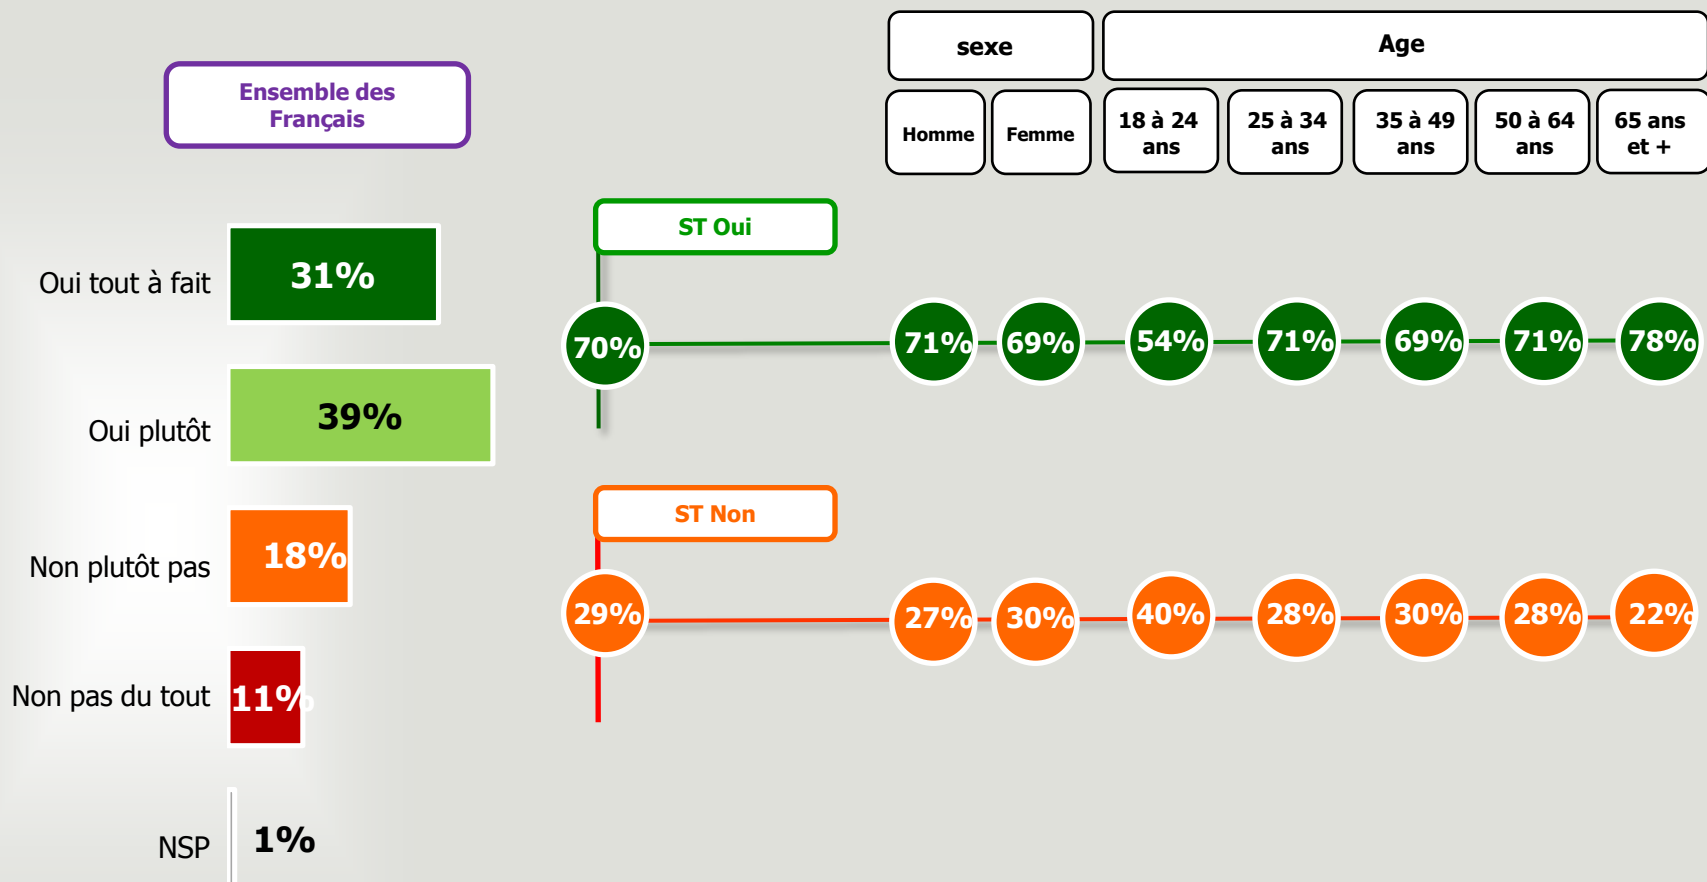 sexe
Age
Ensemble des
Français
Homme
Femme
18 à 24
ans
25 à 34
ans
35 à 49
ans
50 à 64
ans
65 ans
et +
ST Oui
Oui tout à fait
31%
70%
71%
69%
54%
71%
69%
71%
78%
Oui plutôt
39%
ST Non
Non plutôt pas
18%
29%
27%
30%
40%
28%
30%
28%
22%
Non pas du tout
11%
NSP
1%